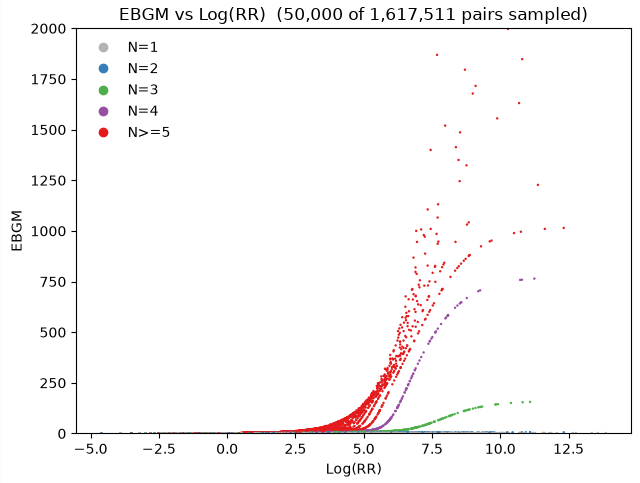 EBGM vs Log(RR)  (50,000 of 1,617,511 pairs sampled)
2000
1750
1500
1250
1000
750
500
250
0
EBGM
N=1
N=2
N=3
N=4
N>=5
−5.0 −2.5 0.0 2.5 5.0 7.5 10.0 12.5
Log(RR)